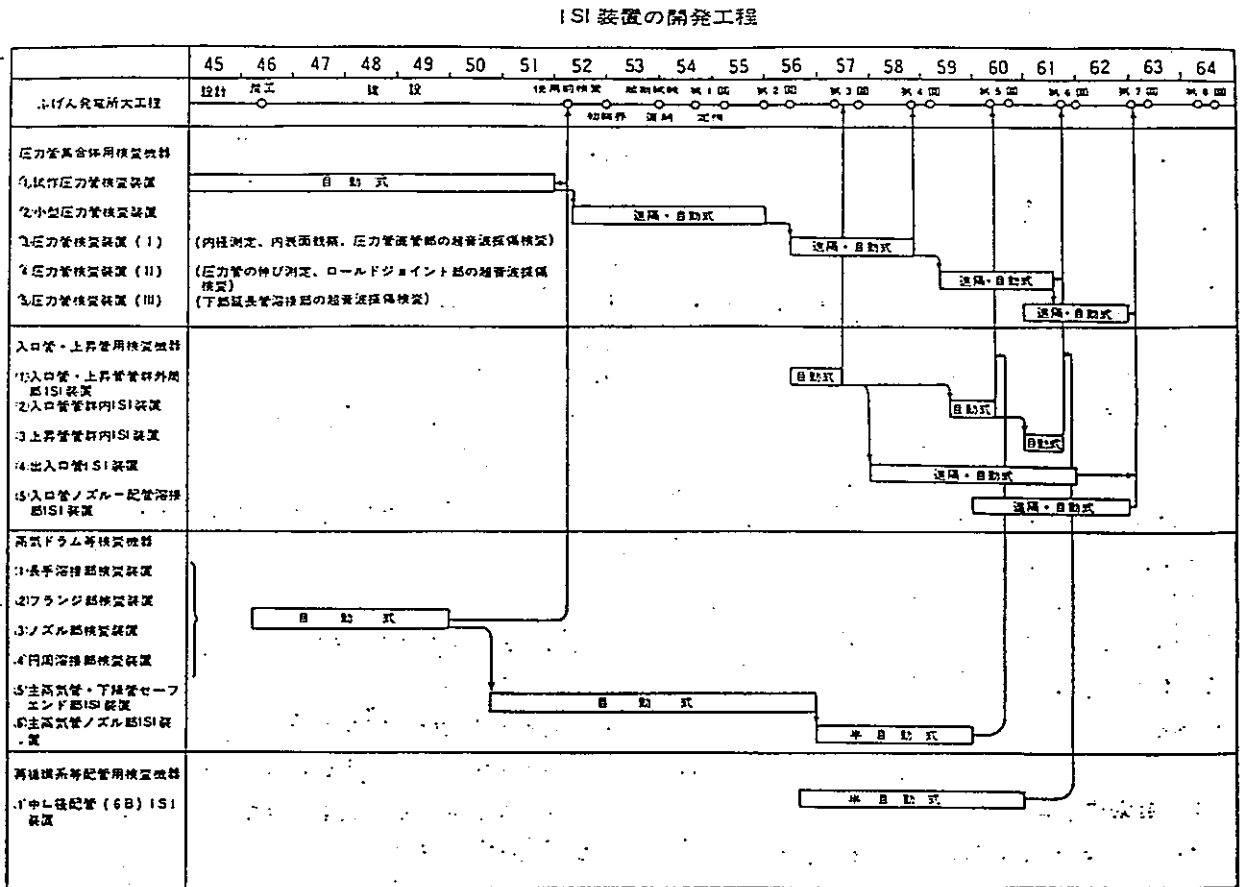 ISI 装置の開発工程
45 46 47 48 49 50 51 52 53 54 55 56 57 58 59 60 61 62 63 64
ふげん発電所大工程
設計 着工 建 設 使用前検査 起動試験 第1回 第2回 第3回 第4回 第5回 第6回 第7回 第8回
初臨界 運開 定検
圧力管集合体用検査機器
(1)試作圧力管検査装置
自 動 式
(2)小型圧力管検査装置
遠隔・自動式
(3)圧力管検査装置 (I) (内径測定、内表面観察、圧力管直管部の超音波探傷検査)
遠隔・自動式
(4)圧力管検査装置 (II) (圧力管の伸び測定、ロールドジョイント部の超音波探傷
検査)
遠隔・自動式
(5)圧力管検査装置 (III) (下部延長管溶接部の超音波探傷検査)
遠隔・自動式
入口管・上昇管用検査機器
(1)入口管・上昇管管群外周
部ISI装置
自動式
(2)入口管管群内ISI装置
自動式
(3)上昇管管群内ISI装置
自動式
(4)出入口管ISI装置
遠隔・自動式
(5)入口管ノズルー配管溶接
部ISI装置
遠隔・自動式
蒸気ドラム等検査機器
(1)長手溶接部検査装置
(2)フランジ部検査装置
(3)ノズル部検査装置
自 動 式
(4)円周溶接部検査装置
(5)主蒸気管・下降管セーフ
エンド部ISI装置
自 動 式
(6)主蒸気管ノズル部ISI装
置
半 自 動 式
再循環系等配管用検査機器
(1)中口径配管 (6B) ISI
装置
半 自 動 式